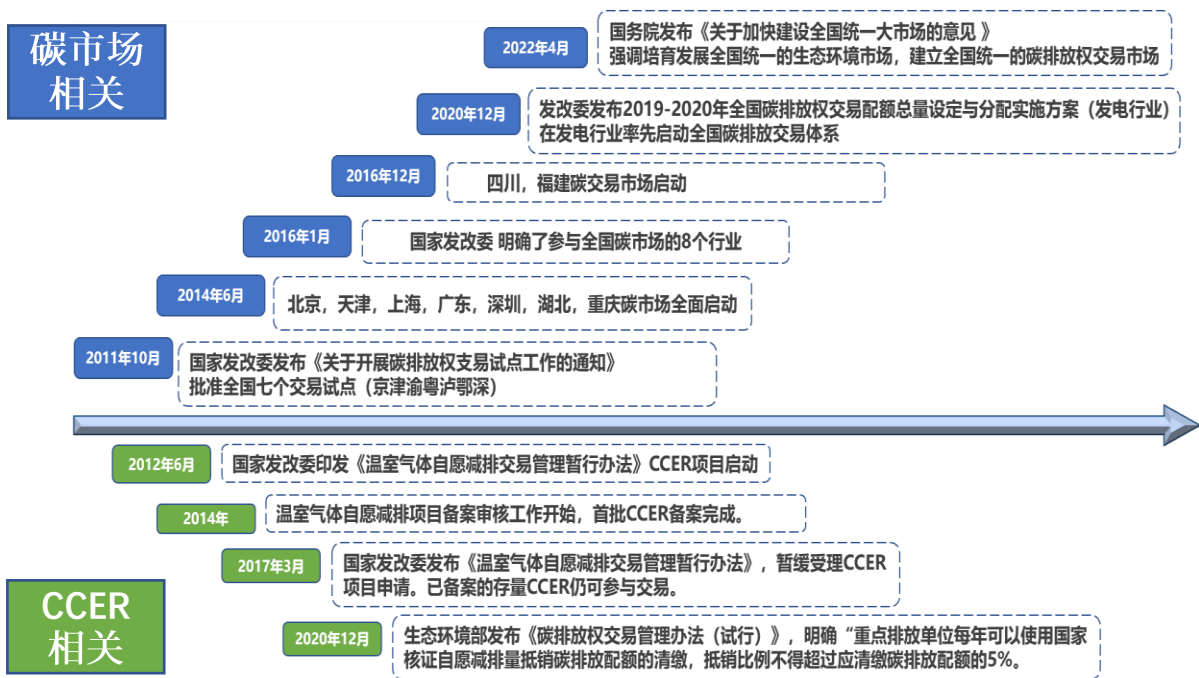 碳市场
相关
2022年4月
国务院发布《关于加快建设全国统一大市场的意见 》
强调培育发展全国统一的生态环境市场，建立全国统一的碳排放权交易市场
2020年12月
发改委发布2019-2020年全国碳排放权交易配额总量设定与分配实施方案（发电行业）
在发电行业率先启动全国碳排放交易体系
2016年12月
四川，福建碳交易市场启动
2016年1月
国家发改委 明确了参与全国碳市场的8个行业
2014年6月
北京，天津，上海，广东，深圳，湖北，重庆碳市场全面启动
2011年10月
国家发改委发布《关于开展碳排放权支易试点工作的通知》
批准全国七个交易试点（京津渝粤泸鄂深）
2012年6月
国家发改委印发《温室气体自愿减排交易管理暂行办法》CCER项目启动
2014年
温室气体自愿减排项目备案审核工作开始，首批CCER备案完成。
2017年3月
国家发改委发布《温室气体自愿减排交易管理暂行办法》，暂缓受理CCER
项目申请。已备案的存量CCER仍可参与交易。
CCER
相关
2020年12月
生态环境部发布《碳排放权交易管理办法（试行）》，明确“重点排放单位每年可以使用国家
核证自愿减排量抵销碳排放配额的清缴，抵销比例不得超过应清缴碳排放配额的5%。